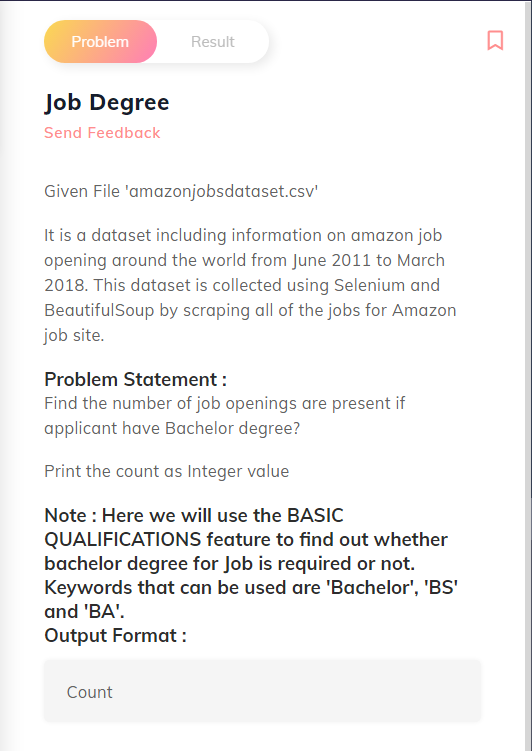 Problem
Result
Job Degree
Send Feedback
Given File 'amazonjobsdataset.csv'
It is a dataset including information on amazon job
opening around the world from June 2011 to March
2018. This dataset is collected using Selenium and
BeautifulSoup by scraping all of the jobs for Amazon
job site.
Problem Statement :
Find the number of job openings are present if
applicant have Bachelor degree?
Print the count as Integer value
Note : Here we will use the BASIC
QUALIFICATIONS feature to find out whether
bachelor degree for Job is required or not.
Keywords that can be used are 'Bachelor', 'BS'
and 'BA'.
Output Format :
Count